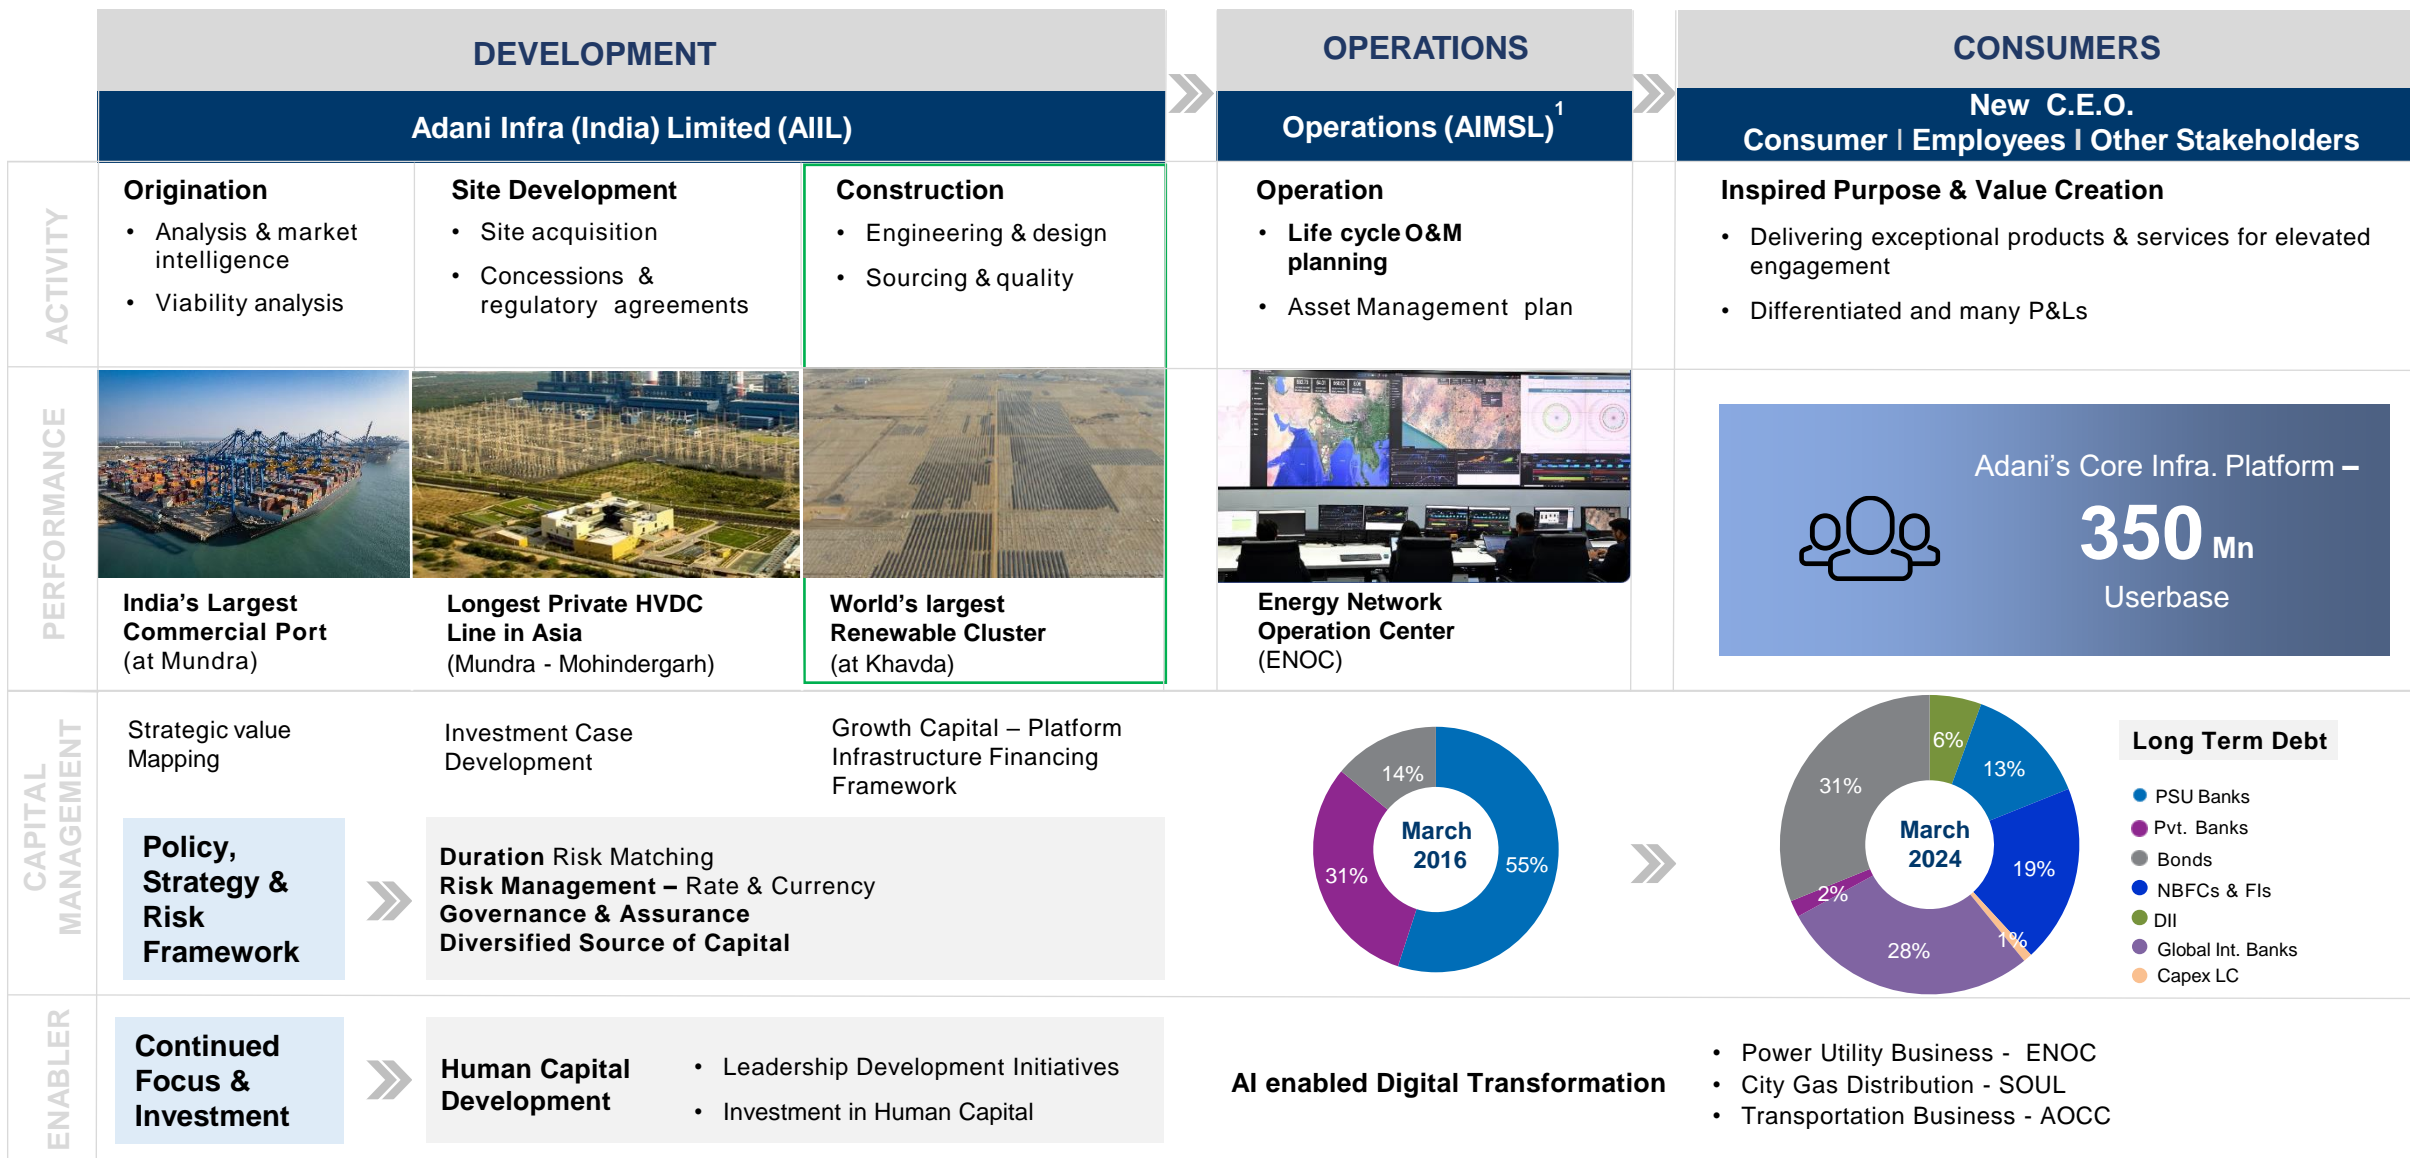 DEVELOPMENT
OPERATIONS
CONSUMERS
Adani Infra (India) Limited (AIIL)
Operations (AIMSL)1
New C.E.O.
Consumer I Employees I Other Stakeholders
ACTIVITY
Origination
• Analysis & market
intelligence
• Viability analysis
Site Development
• Site acquisition
• Concessions &
regulatory agreements
Construction
• Engineering & design
• Sourcing & quality
Operation
• Life cycle O&M
planning
• Asset Management plan
Inspired Purpose & Value Creation
• Delivering exceptional products & services for elevated
engagement
• Differentiated and many P&Ls
PERFORMANCE
India's Largest
Commercial Port
(at Mundra)
Longest Private HVDC
Line in Asia
(Mundra - Mohindergarh)
World's largest
Renewable Cluster
(at Khavda)
Energy Network
Operation Center
(ENOC)
Adani's Core Infra. Platform –
350 Mn
Userbase
CAPITAL
MANAGEMENT
Strategic value
Mapping
Investment Case
Development
Growth Capital – Platform
Infrastructure Financing
Framework
Policy,
Strategy &
Risk
Framework
Duration Risk Matching
Risk Management – Rate & Currency
Governance & Assurance
Diversified Source of Capital
14%
31%
55%
March
2016
6%
13%
31%
19%
2%
28%
1%
March
2024
Long Term Debt
PSU Banks
Pvt. Banks
Bonds
NBFCs & FIs
DII
Global Int. Banks
Capex LC
ENABLER
Continued
Focus &
Investment
Human Capital
Development
• Leadership Development Initiatives
• Investment in Human Capital
AI enabled Digital Transformation
• Power Utility Business - ENOC
• City Gas Distribution - SOUL
• Transportation Business - AOCC